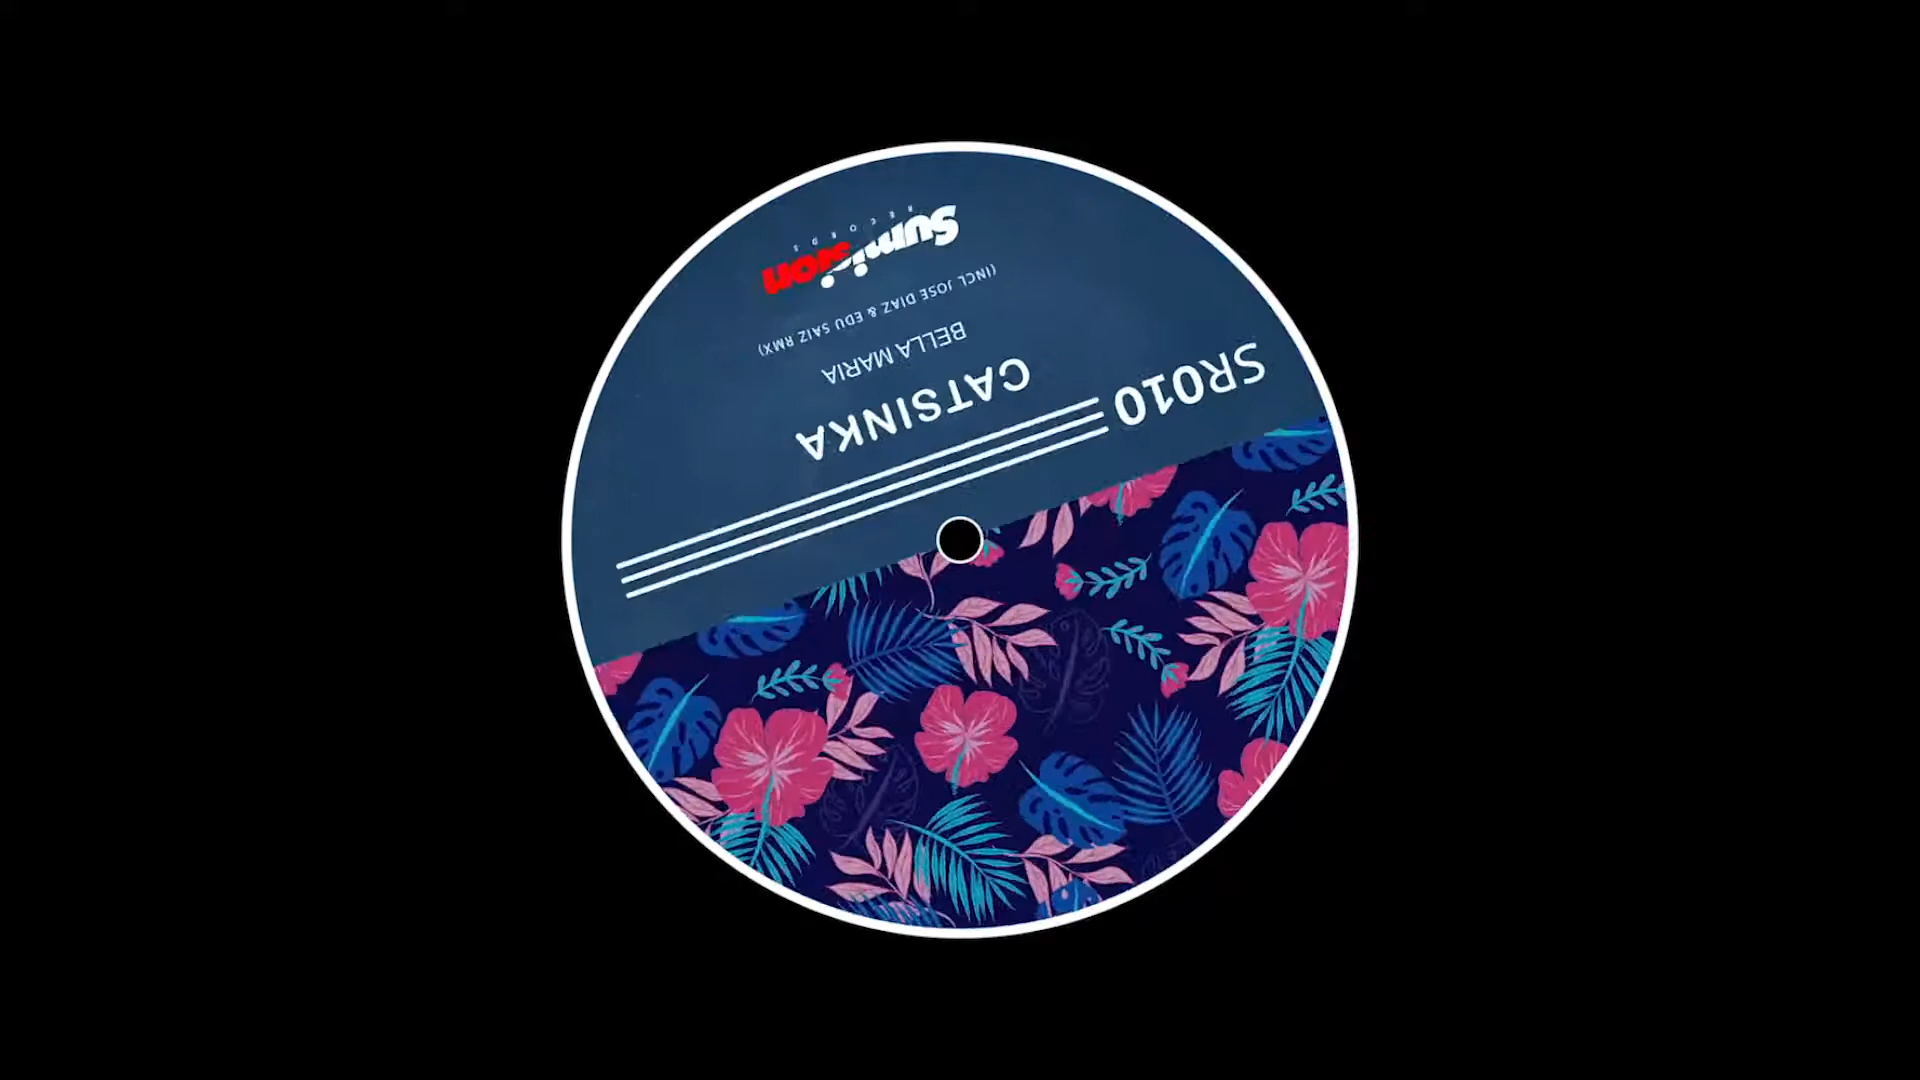 SR010
CATSINKA
BELLA MARIA
(INCL JOSE DIAZ & EDU SAIZ RMX)
Sumision
RECORDS